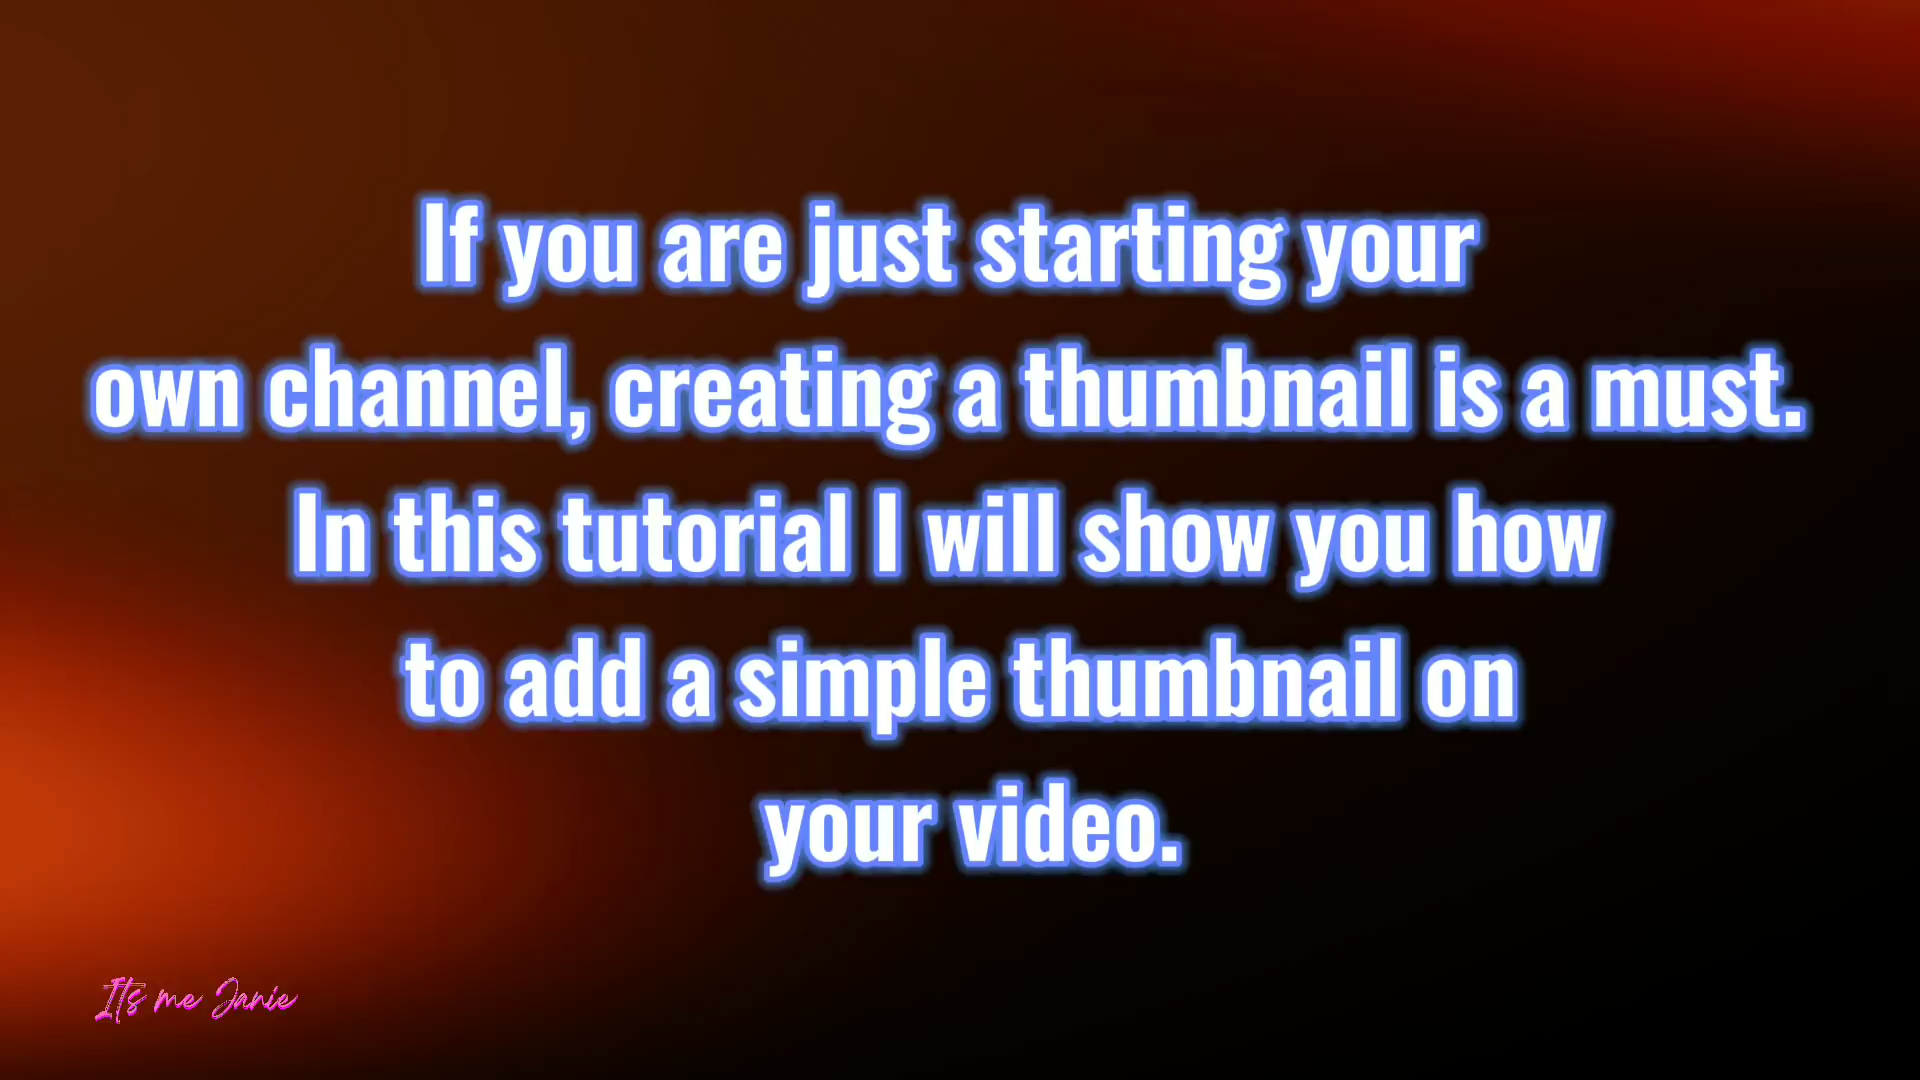 If you are just starting your
own channel, creating a thumbnail is a must.
In this tutorial I will show you how
to add a simple thumbnail on
your video.
Its me Janie